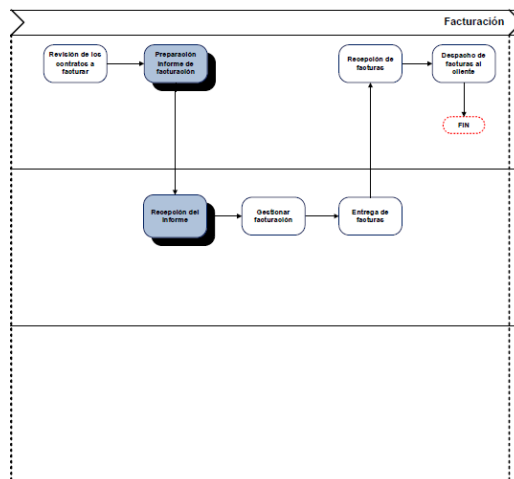 Facturación
Revisión de los
contratos a
facturar
Preparación
informe de
facturación
Recepción de
facturas
Despacho de
facturas al
cliente
FIN
Recepción del
informe
Gestionar
facturación
Entrega de
facturas